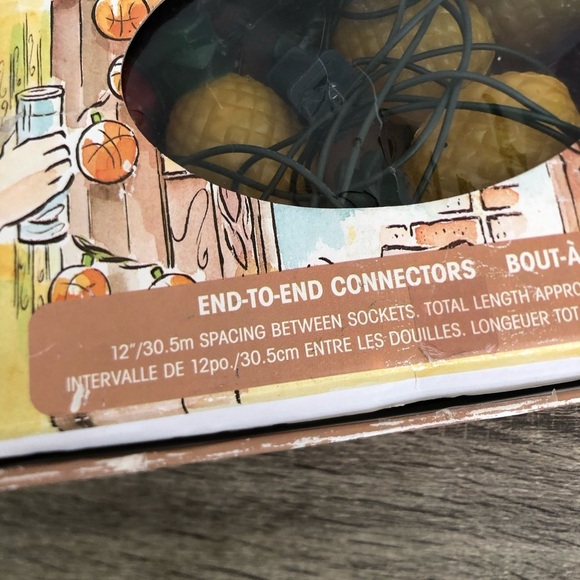 END-TO-END CONNECTORS BOUT-À
12"/30.5m SPACING BETWEEN SOCKETS. TOTAL LENGTH APPRO
INTERVALLE DE 12po./30.5cm ENTRE LES DOUILLES. LONGEUER TOT